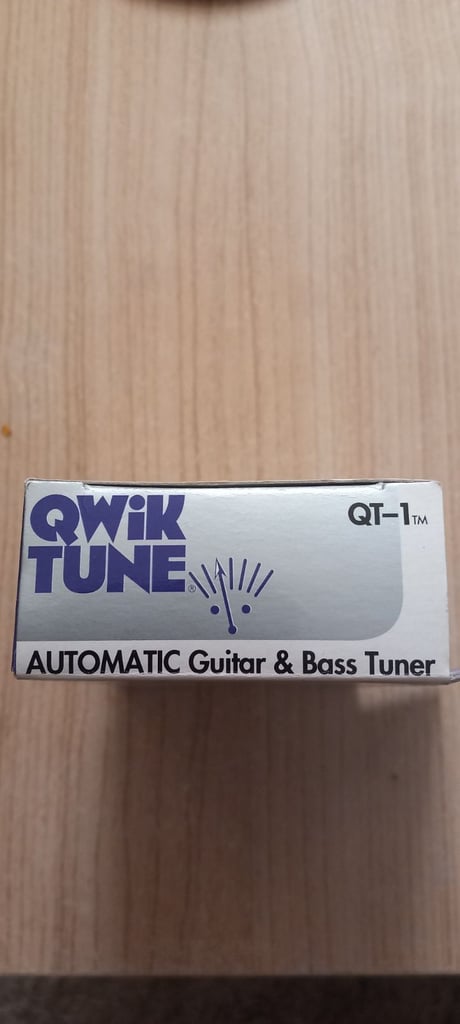 QWiK
TUNE®
QT-1™
AUTOMATIC Guitar & Bass Tuner